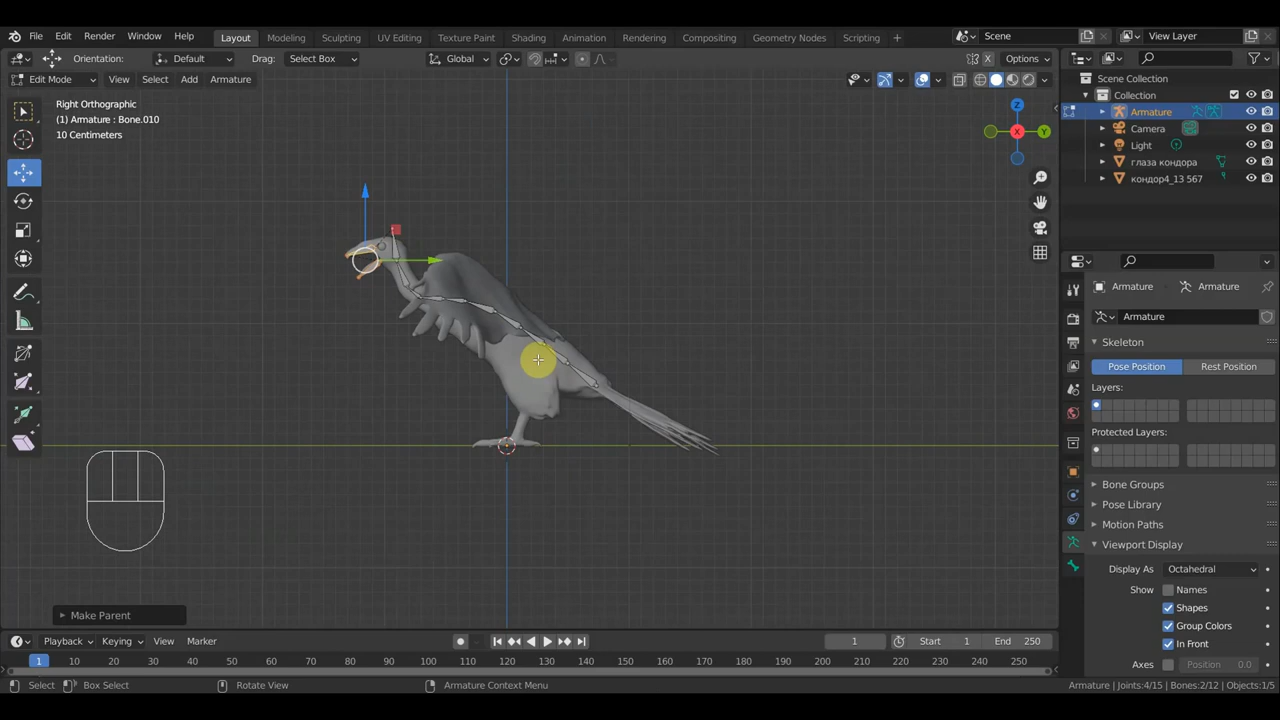 File Edit Render Window Help Layout Modeling Sculpting UV Editing Texture Paint Shading Animation Rendering Compositing Geometry Nodes Scripting + Scene View Layer
Orientation: Default Drag: Select Box Global X Options
Edit Mode View Select Add Armature
Scene Collection
Collection
Armature
Camera
Light
глаза кондора
кондор4_13 567
Right Orthographic
(1) Armature : Bone.010
10 Centimeters
Z
X
Y
Armature Armature
Armature
Skeleton
Pose Position Rest Position
Layers:
Protected Layers:
Bone Groups
Pose Library
Motion Paths
Viewport Display
Display As Octahedral
Show Names
Shapes
Group Colors
In Front
Axes Position 0.0
Make Parent
Playback Keying View Marker 1 Start 1 End 250
1 10 20 30 40 50 60 70 80 90 100 110 120 130 140 150 160 170 180 190 200 210 220 230 240 250
Select Box Select Rotate View Armature Context Menu Armature | Joints:4/15 | Bones:2/12 | Objects:1/5